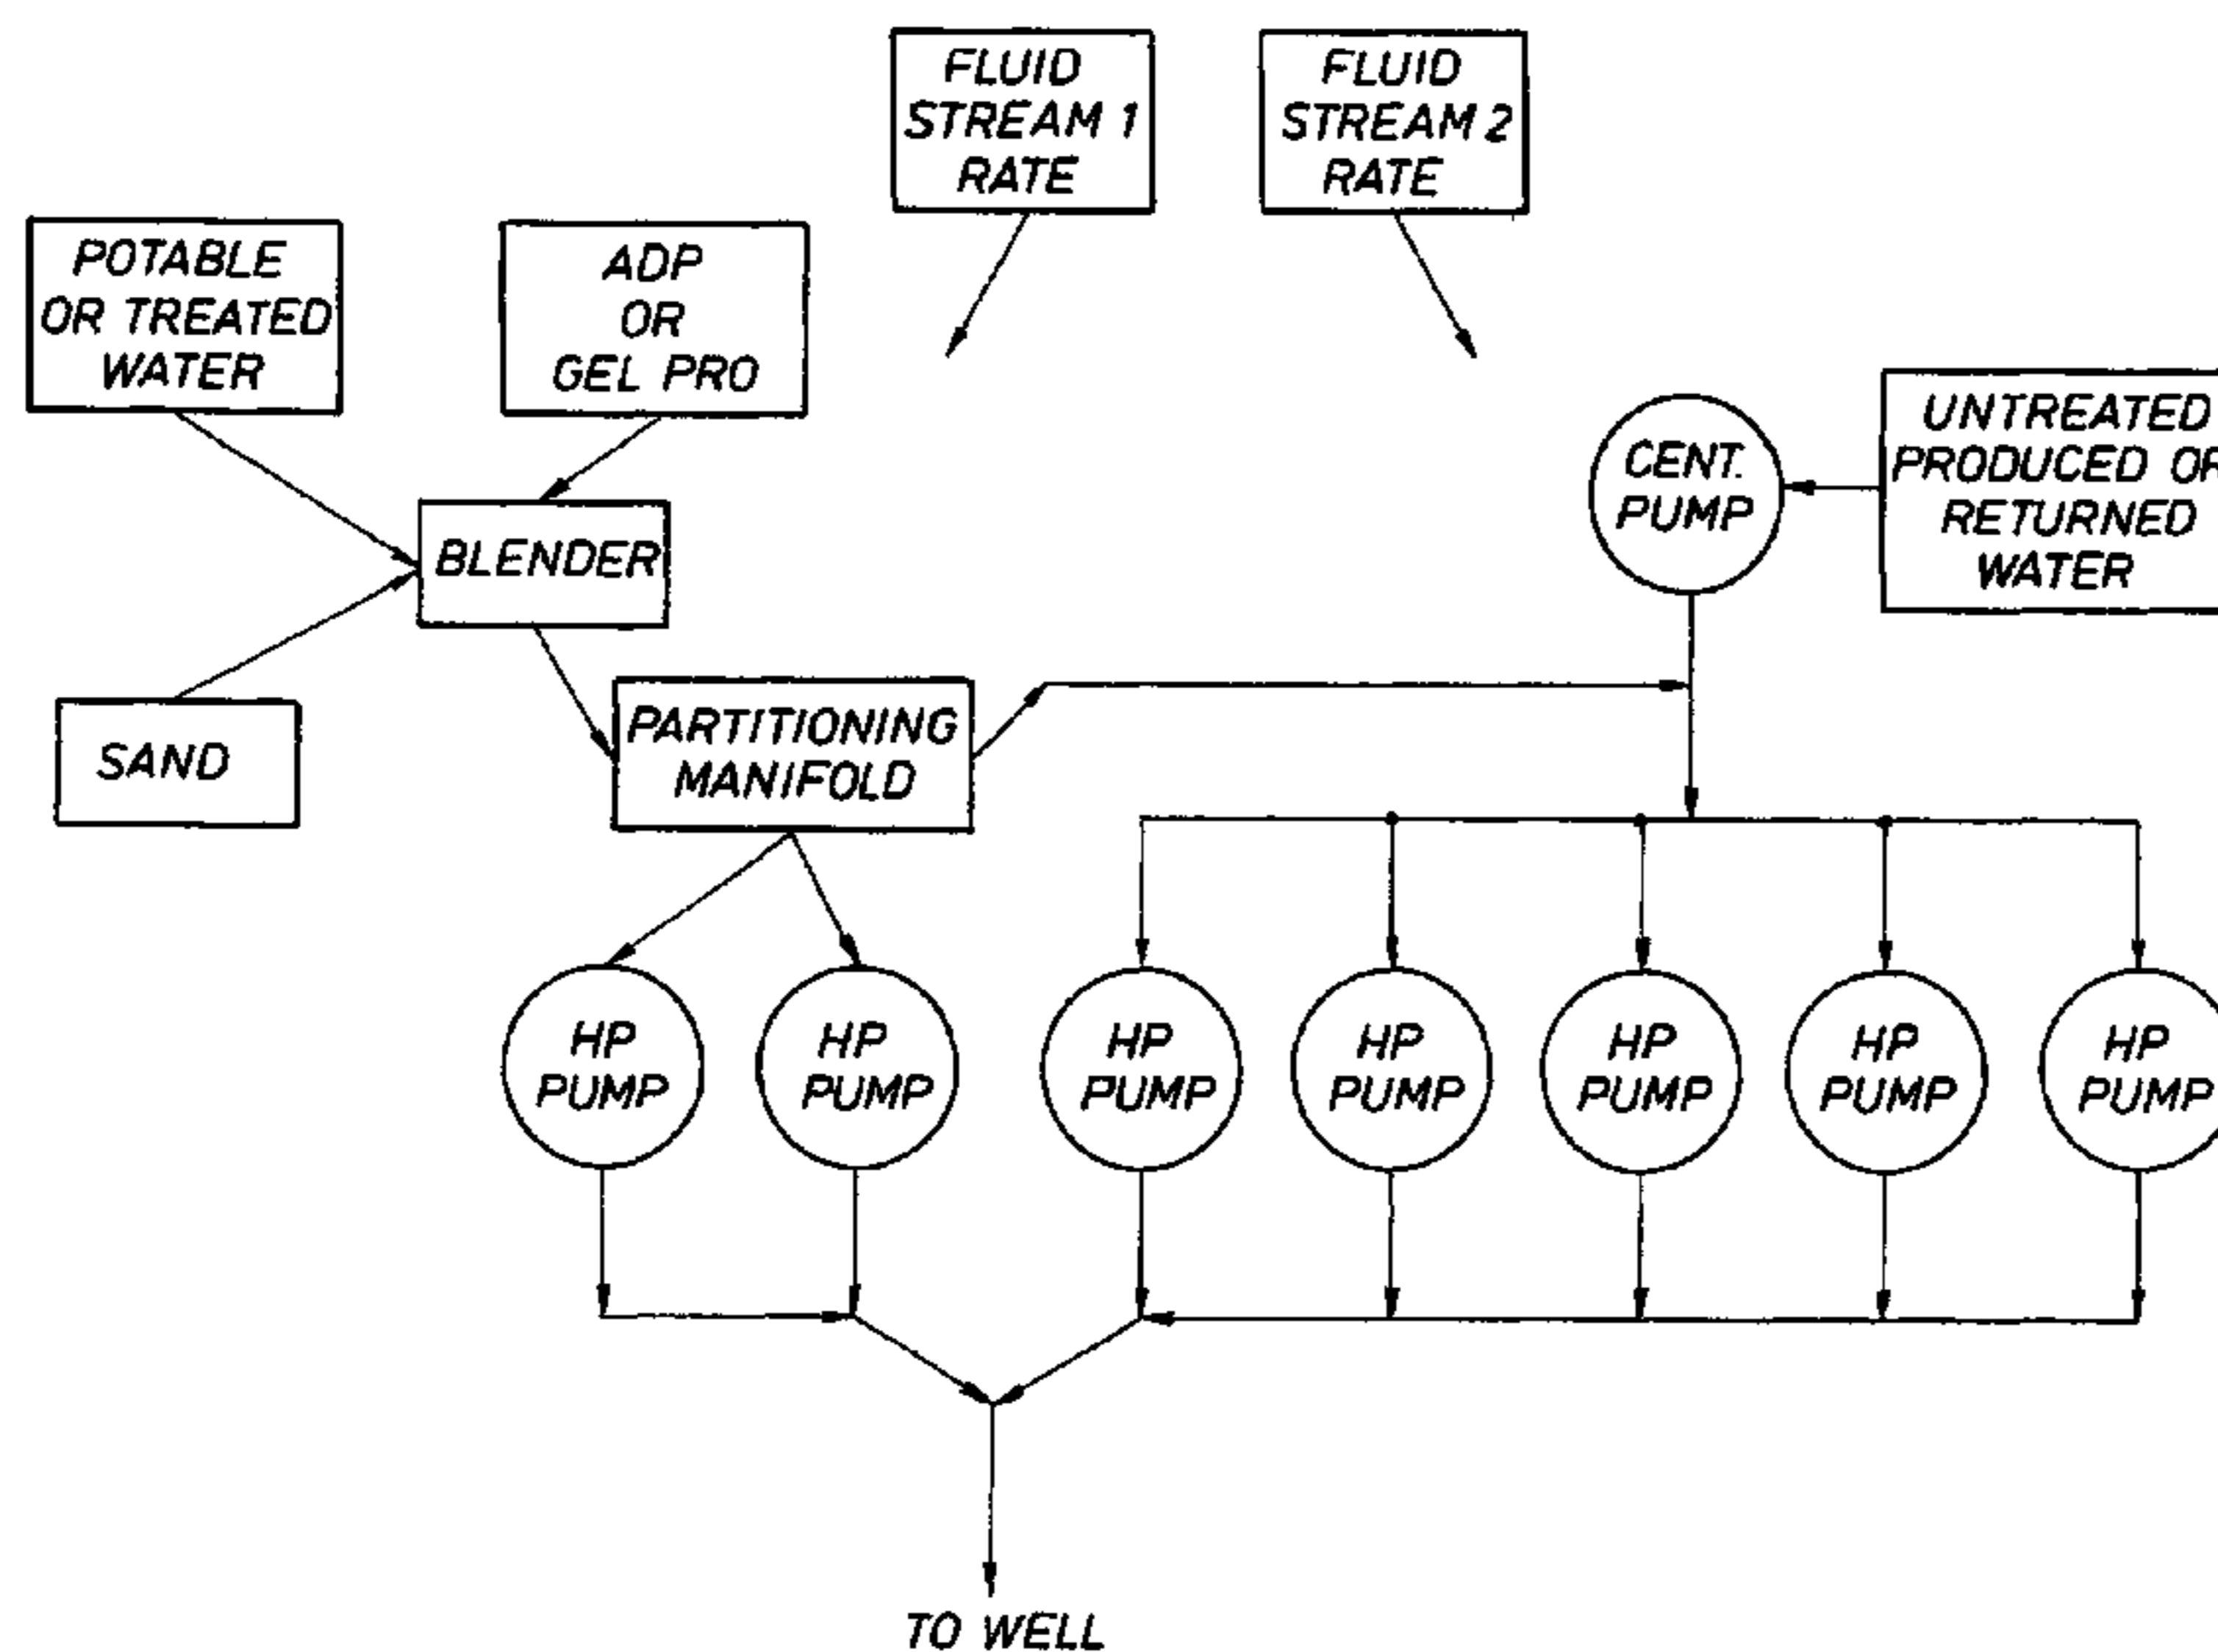 FLUID
STREAM 1
RATE
FLUID
STREAM 2
RATE
POTABLE
OR TREATED
WATER
ADP
OR
GEL PRO
UNTREATED
PRODUCED OR
RETURNED
WATER
CENT.
PUMP
BLENDER
PARTITIONING
MANIFOLD
SAND
HP
PUMP
HP
PUMP
HP
PUMP
HP
PUMP
HP
PUMP
HP
PUMP
HP
PUMP
TO WELL